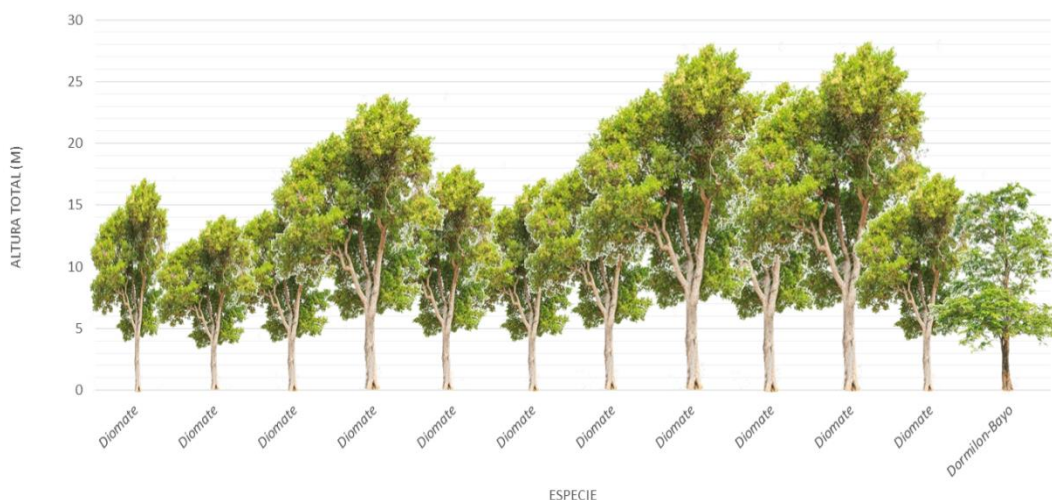 30
25
20
15
10
5
0
ALTURA TOTAL (M)
Diomate
Diomate
Diomate
Diomate
Diomate
Diomate
Diomate
Diomate
Diomate
Diomate
Diomate
Dormilon-Bayo
ESPECIE